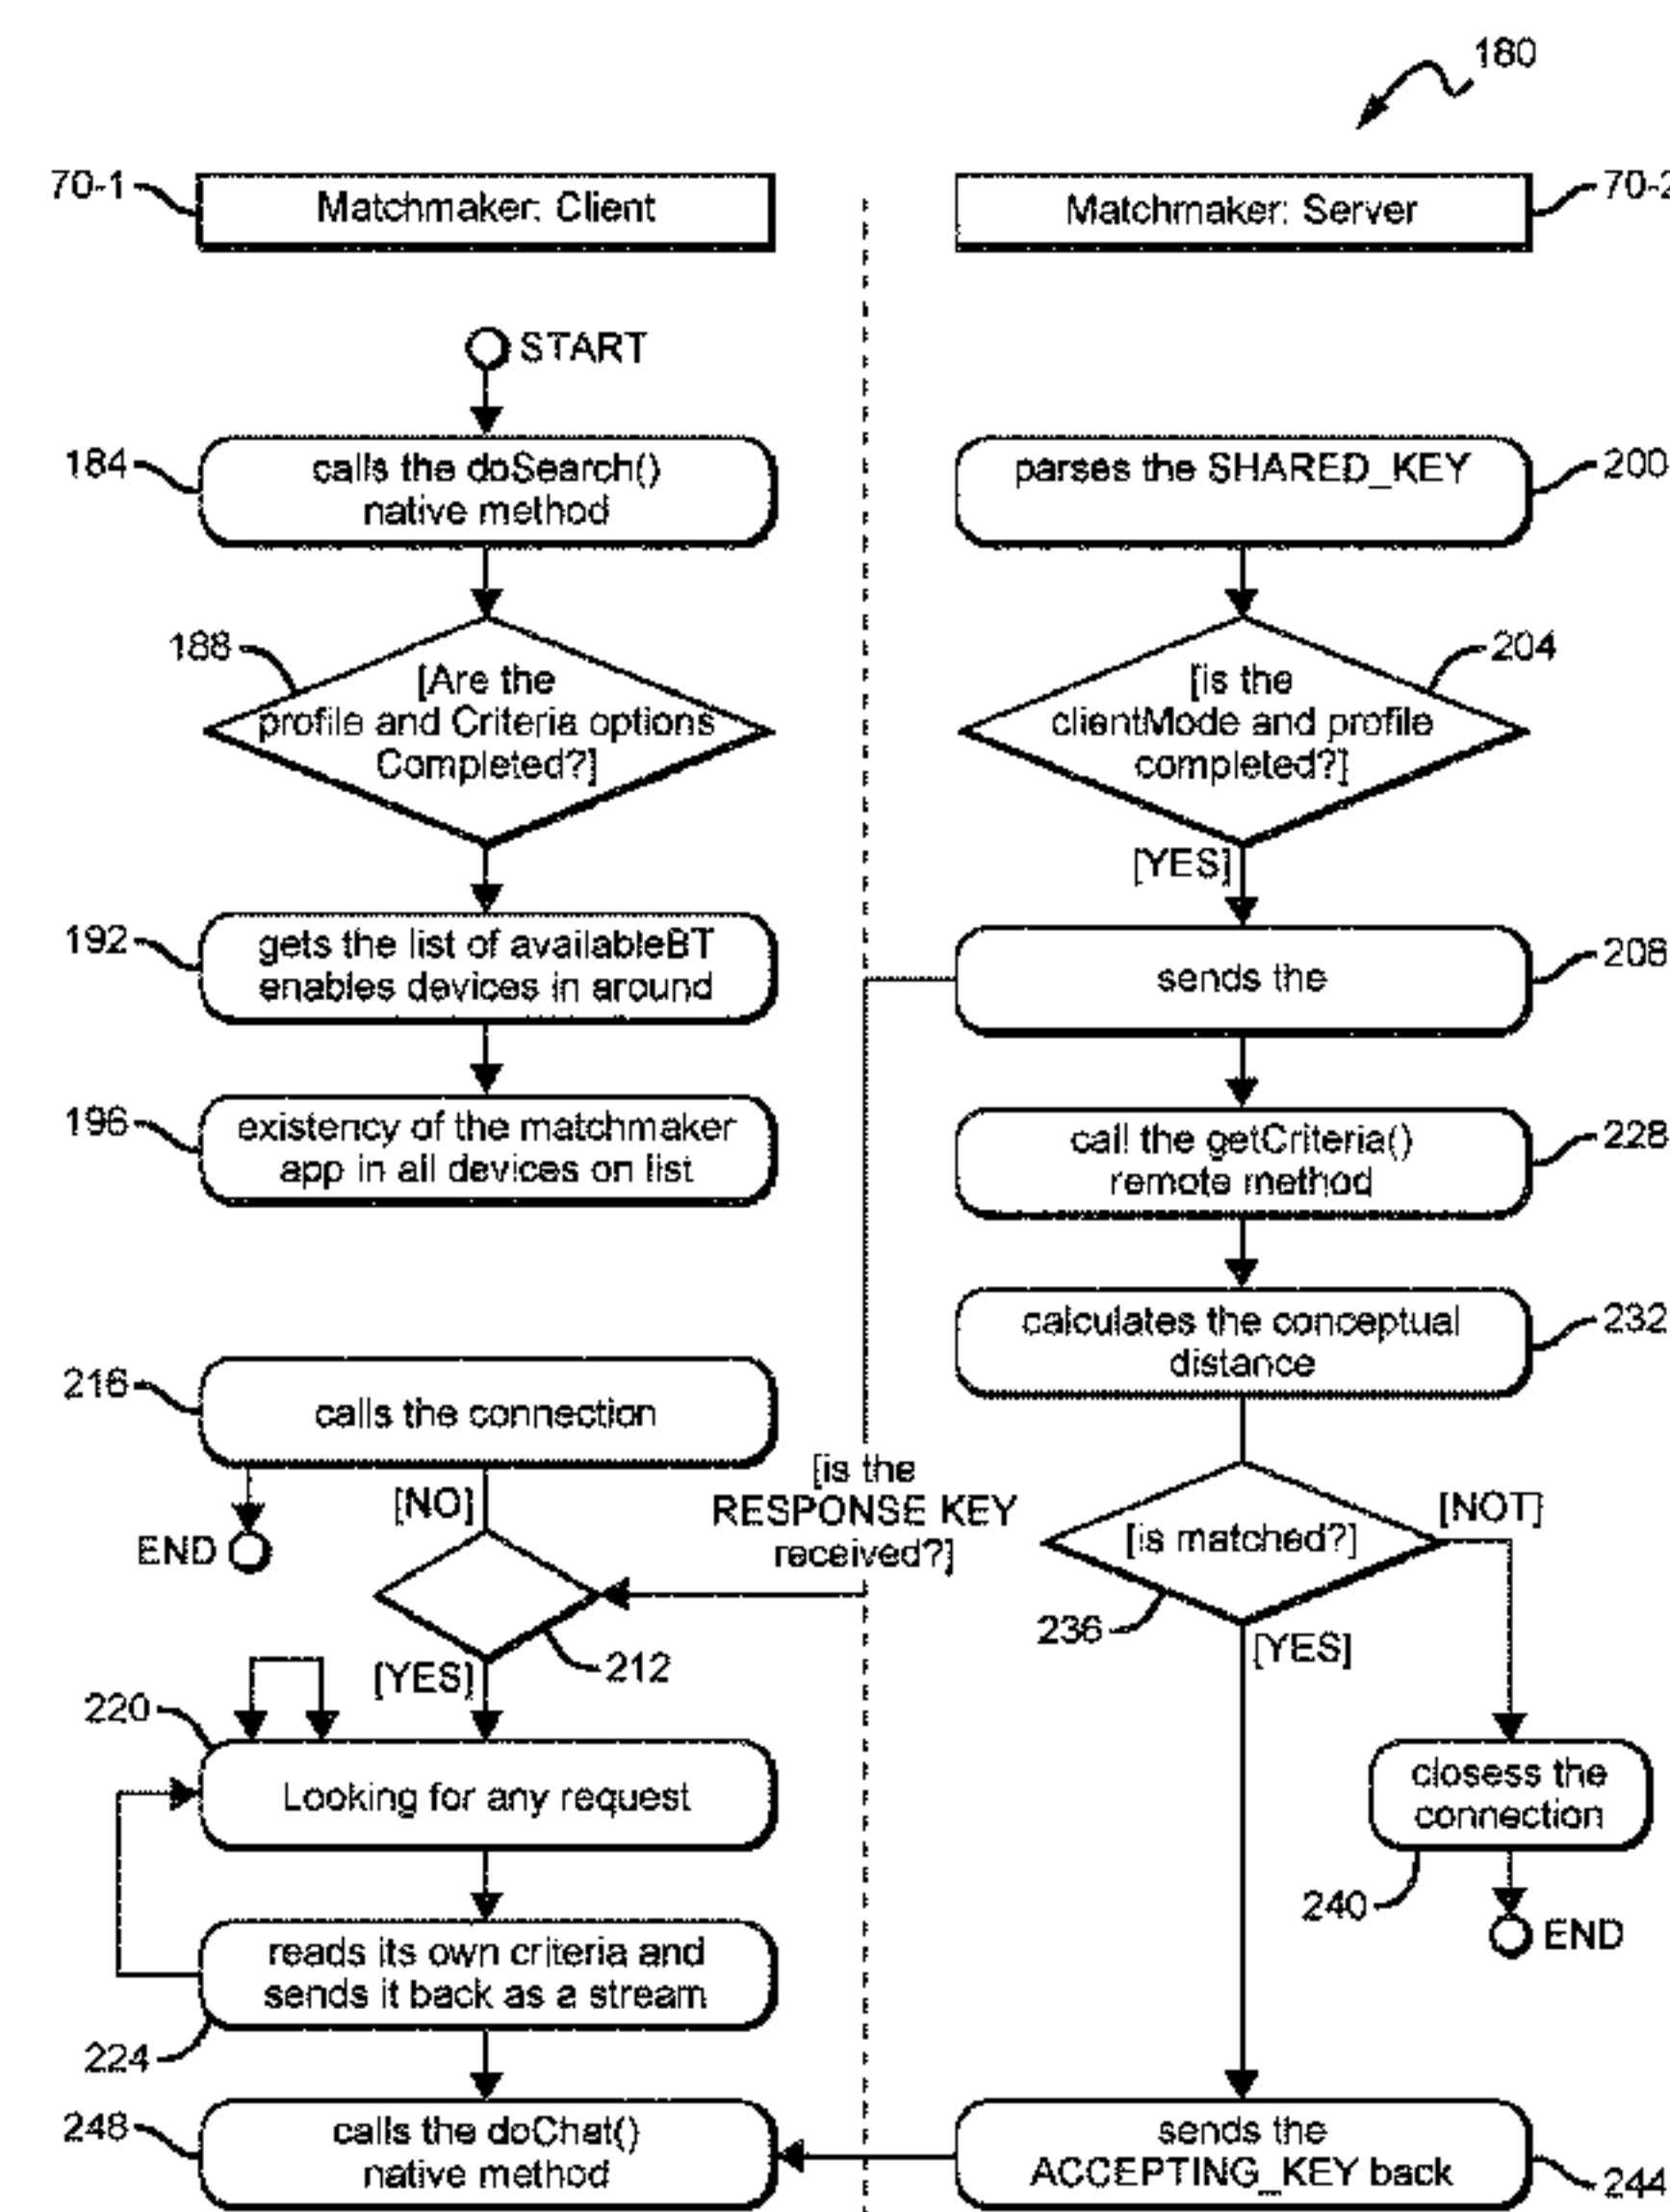 180
70-1
Matchmaker: Client
Matchmaker: Server
70-2
START
184
calls the doSearch()
native method
parses the SHARED_KEY
200
188
[Are the
profile and Criteria options
Completed?]
[is the
clientMode and profile
completed?]
204
[YES]
192
gets the list of availableBT
enables devices in around
sends the
208
196
existency of the matchmaker
app in all devices on list
call the getCriteria()
remote method
228
calculates the conceptual
distance
232
216
calls the connection
[NO]
END
[is the
RESPONSE KEY
received?]
[is matched?]
[NOT]
236
[YES]
212
[YES]
220
Looking for any request
closess the
connection
240
END
reads its own criteria and
sends it back as a stream
224
248
calls the doChat()
native method
sends the
ACCEPTING_KEY back
244